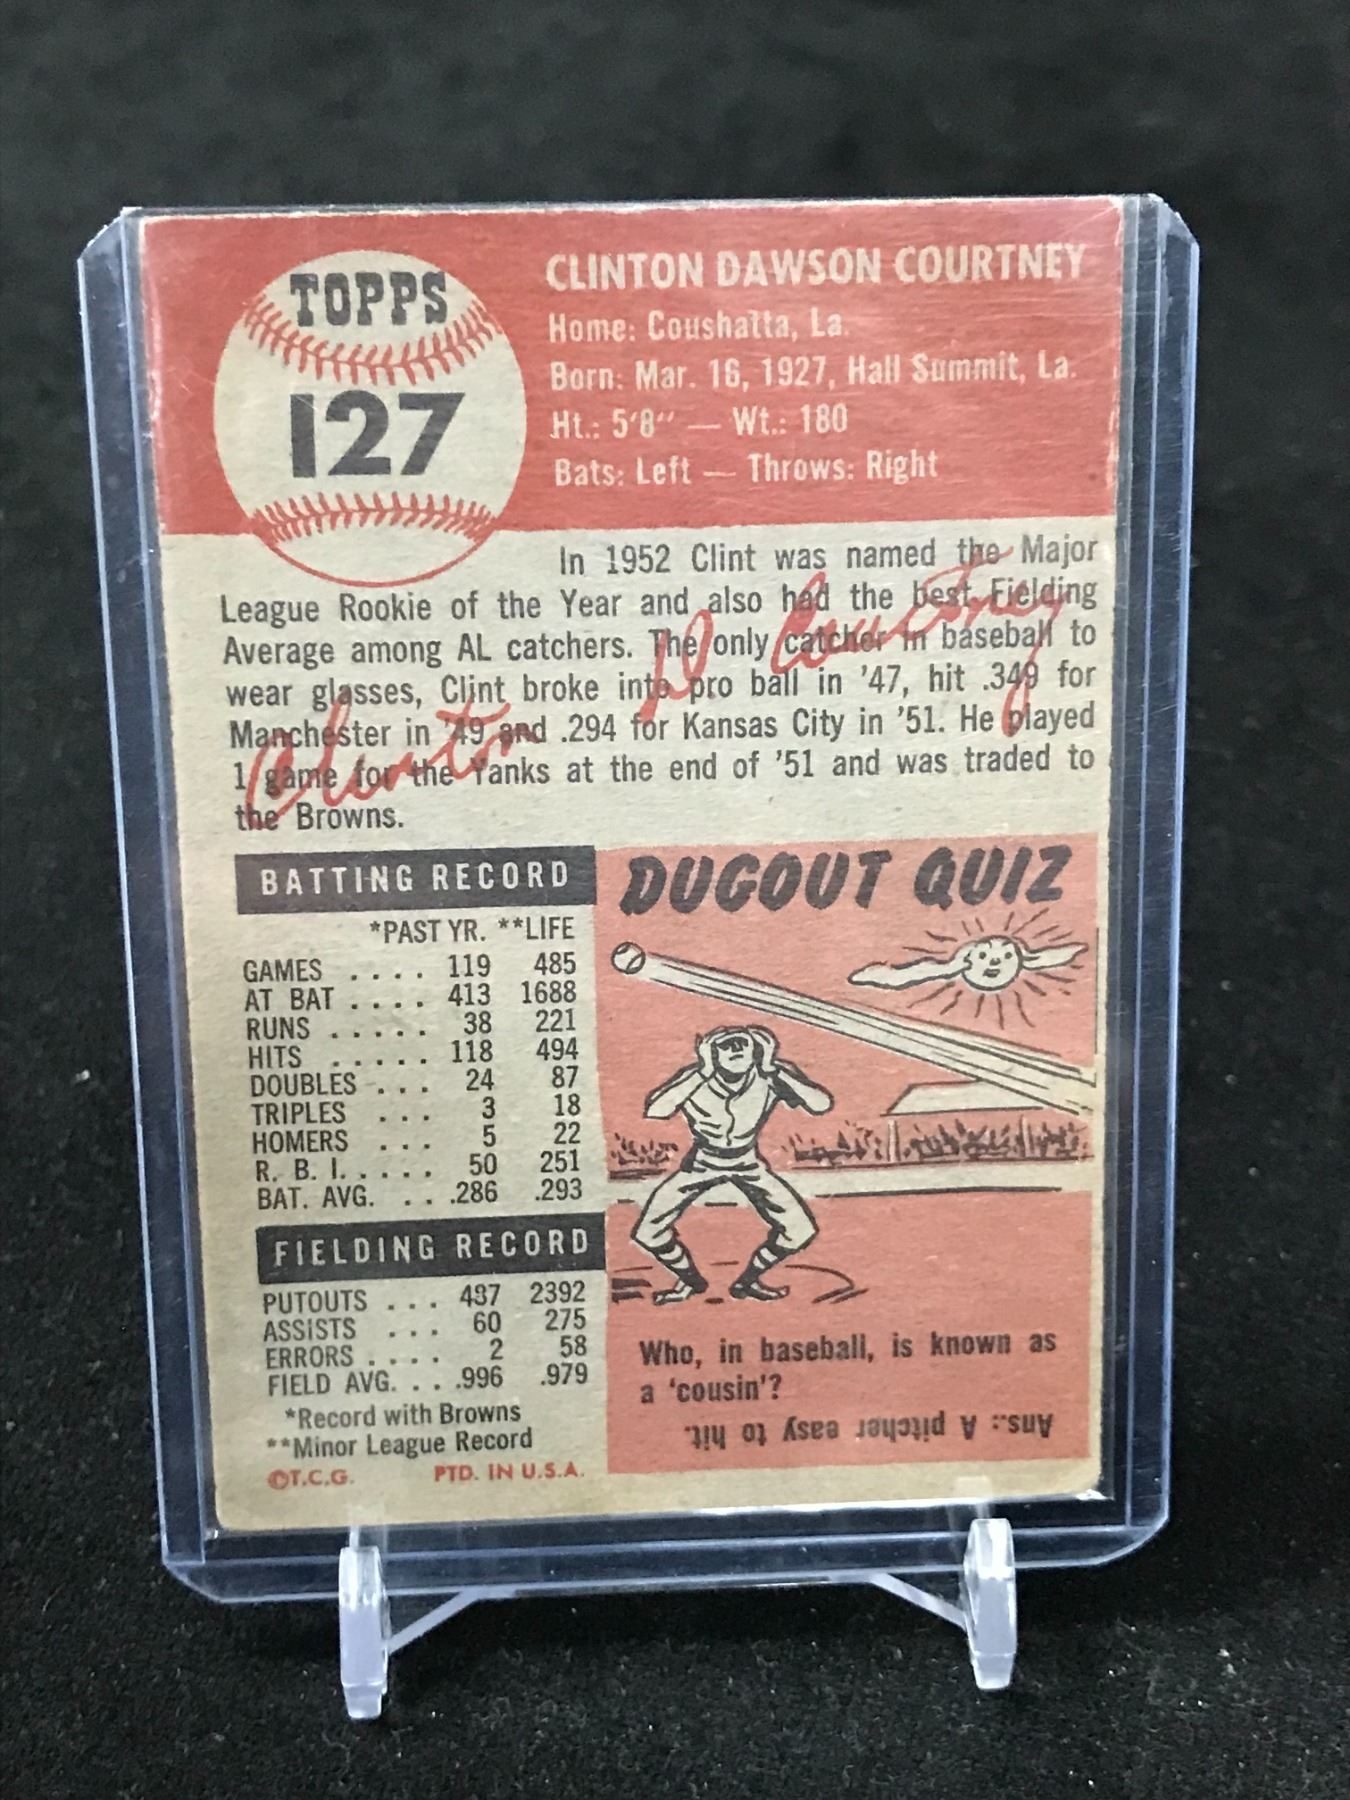 TOPPS
127
CLINTON DAWSON COURTNEY
Home: Coushatta, La.
Born: Mar. 16, 1927, Hall Summit, La.
Ht.: 5'8" — Wt.: 180
Bats: Left — Throws: Right
In 1952 Clint was named the Major
League Rookie of the Year and also had the best Fielding
Average among AL catchers. The only catcher in baseball to
wear glasses, Clint broke into pro ball in '47, hit .349 for
Manchester in '49 and .294 for Kansas City in '51. He played
1 game for the Yanks at the end of '51 and was traded to
the Browns.
Clinton D Courtney
BATTING RECORD
*PAST YR. **LIFE
GAMES .... 119 485
AT BAT .... 413 1688
RUNS ..... 38 221
HITS ..... 118 494
DOUBLES ... 24 87
TRIPLES ... 3 18
HOMERS ... 5 22
R. B. I. .... 50 251
BAT. AVG. .. .286 .293
FIELDING RECORD
PUTOUTS ... 487 2392
ASSISTS ... 60 275
ERRORS .... 2 58
FIELD AVG. .. .996 .979
*Record with Browns
**Minor League Record
©T.C.G. PTD. IN U.S.A.
DUGOUT QUIZ
Who, in baseball, is known as
a 'cousin'?
Ans.: A pitcher easy to hit.